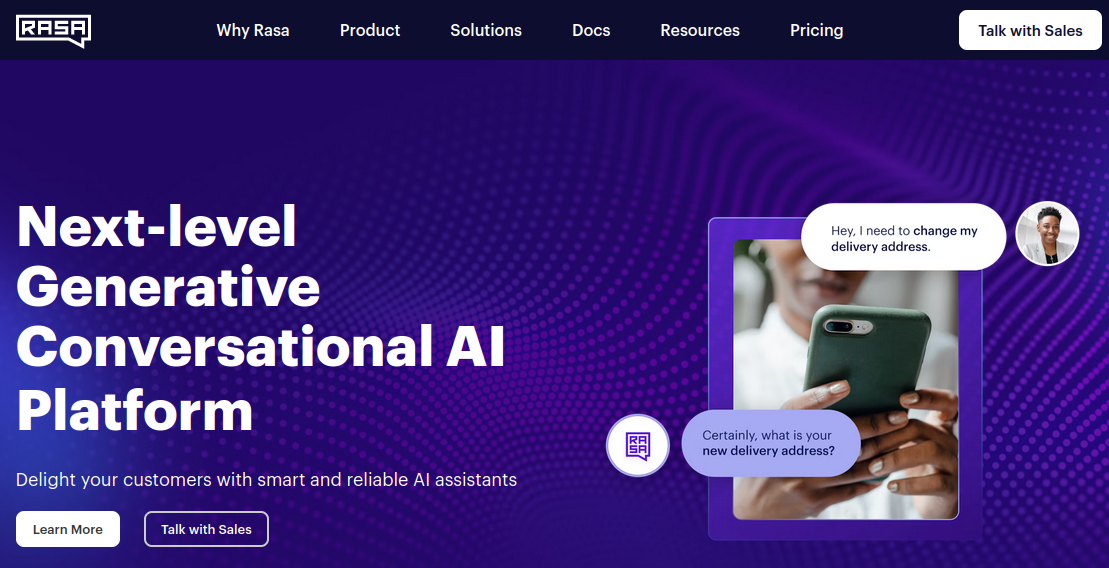 RASA
Why Rasa
Product
Solutions
Docs
Resources
Pricing
Talk with Sales
Next-level
Generative
Conversational AI
Platform
Delight your customers with smart and reliable AI assistants
Learn More
Talk with Sales
Hey, I need to change my
delivery address.
RA
SA
Certainly, what is your
new delivery address?